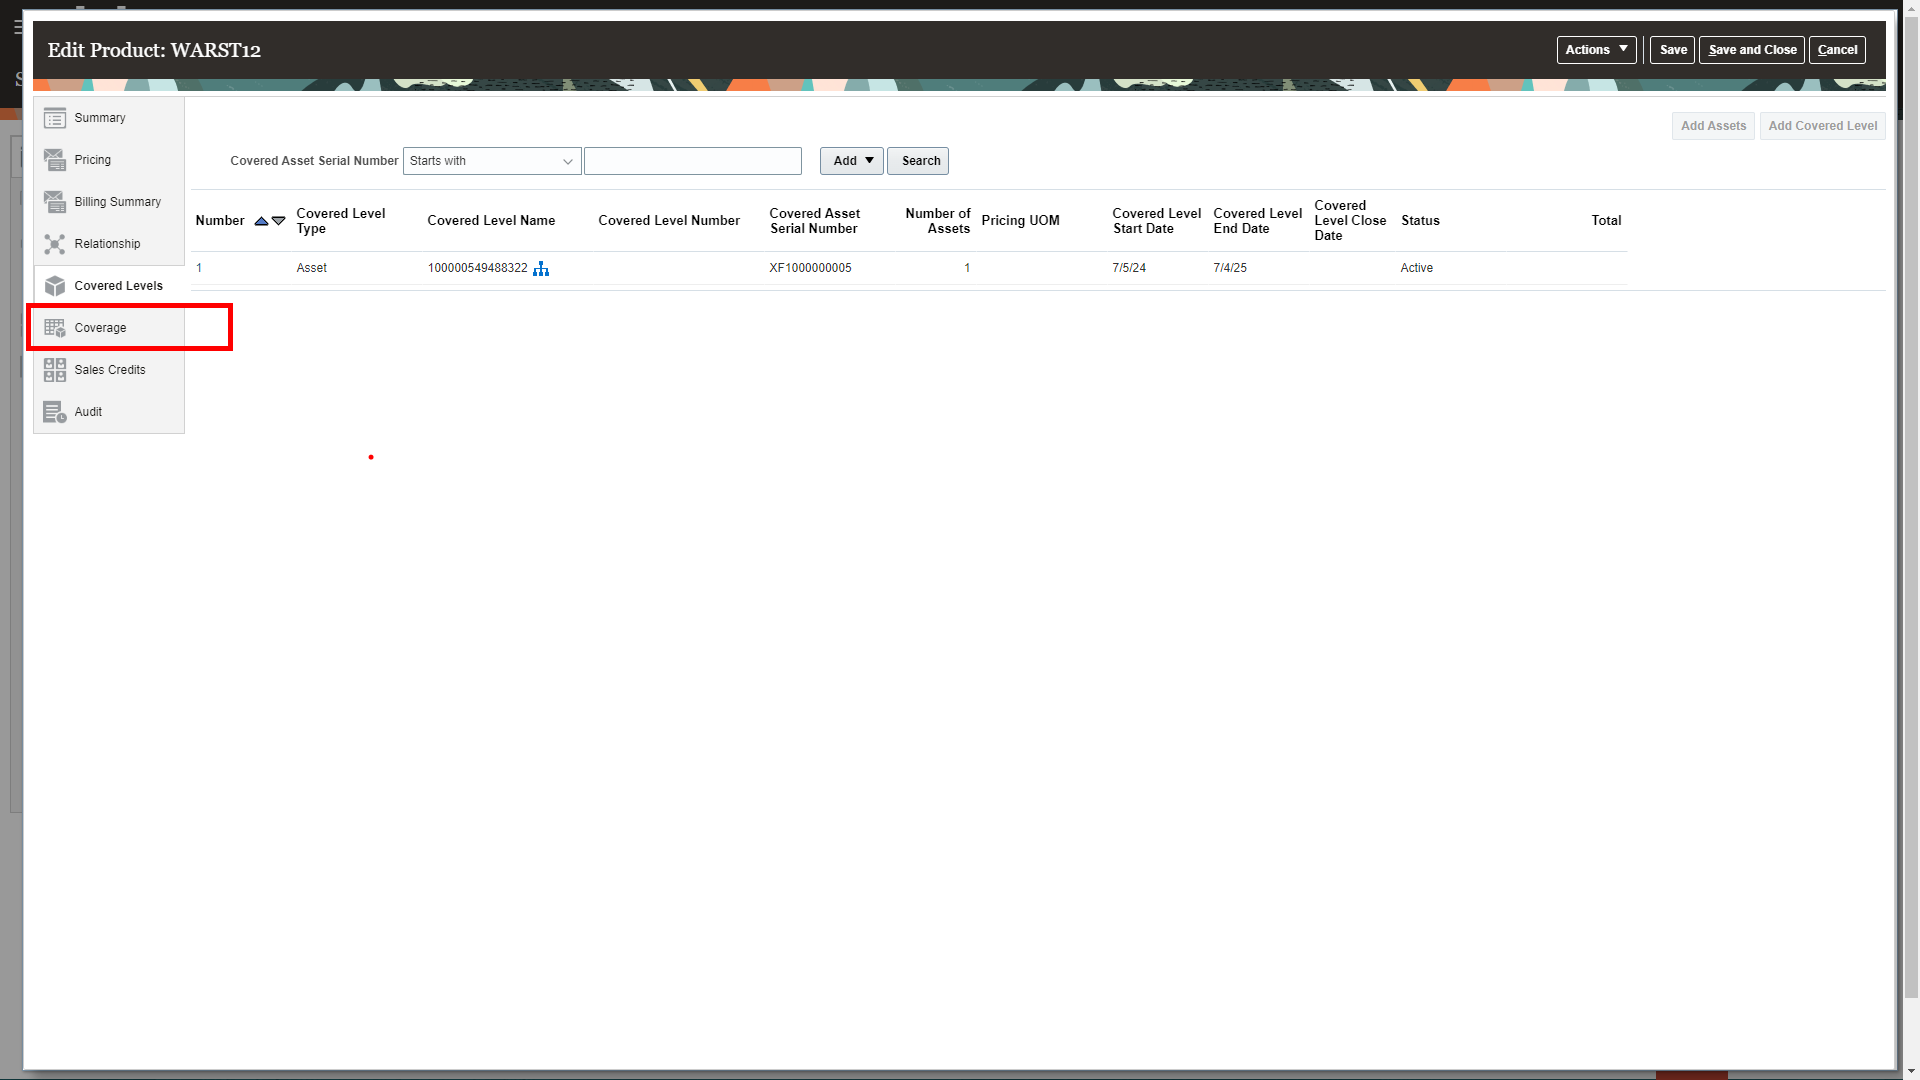 Edit Product: WARST12
Actions
Save
Save and Close
Cancel
Summary
Pricing
Billing Summary
Relationship
Covered Levels
Coverage
Sales Credits
Audit
Add Assets
Add Covered Level
Covered Asset Serial Number
Starts with
Add
Search
Number
Covered Level
Type
Covered Level Name
Covered Level Number
Covered Asset
Serial Number
Number of
Assets
Pricing UOM
Covered Level
Start Date
Covered Level
End Date
Covered
Level Close
Date
Status
Total
1
Asset
100000549488322
XF1000000005
1
7/5/24
7/4/25
Active